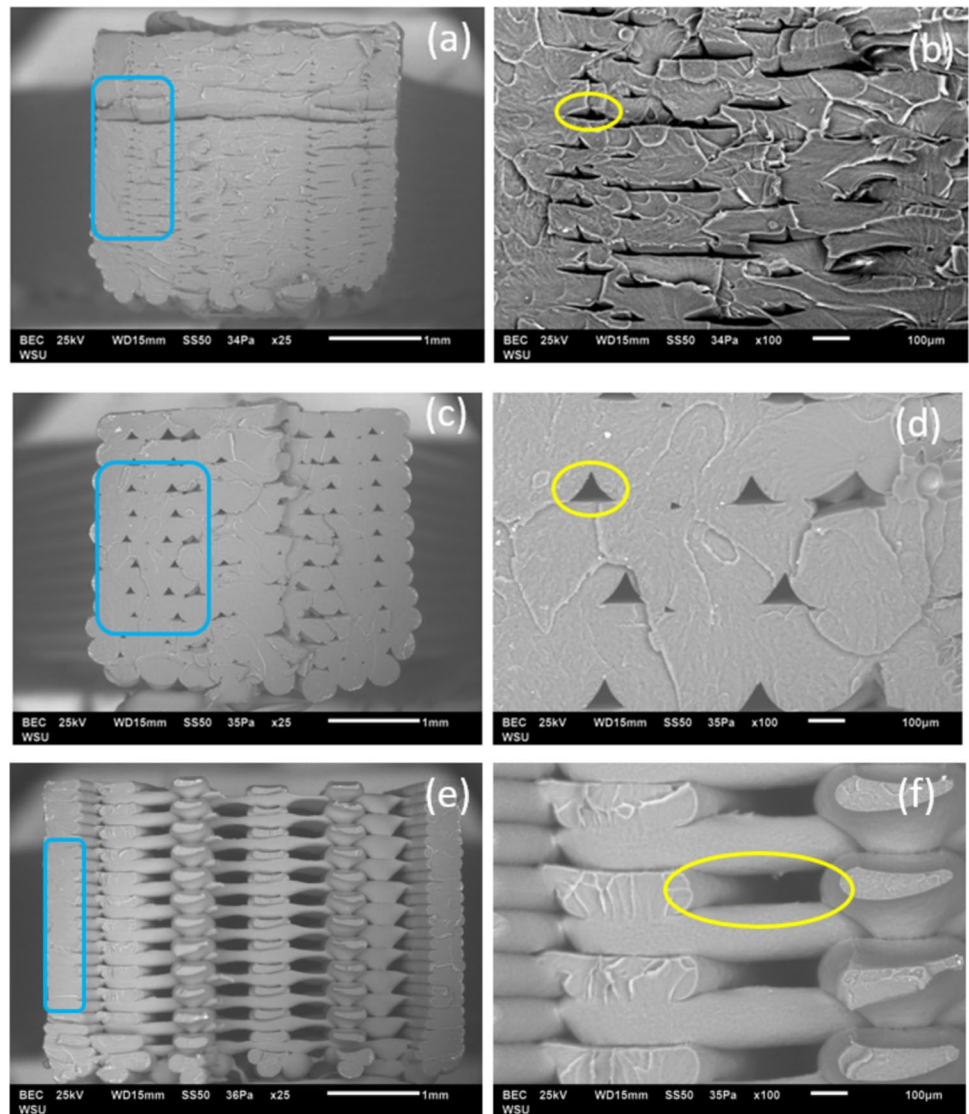 (a)
BEC 25kV WD15mm SS50 34Pa x25 1mm
WSU
(b)
BEC 25kV WD15mm SS50 34Pa x100 100µm
WSU
(c)
BEC 25kV WD15mm SS50 35Pa x25 1mm
WSU
(d)
BEC 25kV WD15mm SS50 35Pa x100 100µm
WSU
(e)
BEC 25kV WD15mm SS50 36Pa x25 1mm
WSU
(f)
BEC 25kV WD15mm SS50 36Pa x100 100µm
WSU